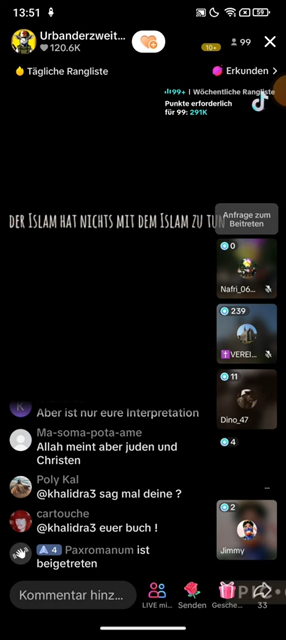 13:51
59
Urbanderzweit...
120.6K
10+
99
Tägliche Rangliste
Erkunden >
99+ | Wöchentliche Rangliste
Punkte erforderlich
für 99: 291K
DER ISLAM HAT NICHTS MIT DEM ISLAM ZU TUN
Anfrage zum
Beitreten
0
Nafri_06...
239
VEREI...
11
Dino_47
4
2
Jimmy
K
Aber ist nur eure Interpretation
Ma-soma-pota-ame
Allah meint aber juden und
Christen
Poly Kal
@khalidra3 sag mal deine ?
cartouche
@khalidra3 euer buch !
4 Paxromanum ist
beigetreten
Kommentar hinz...
LIVE mi...
Senden
Gesche...
33